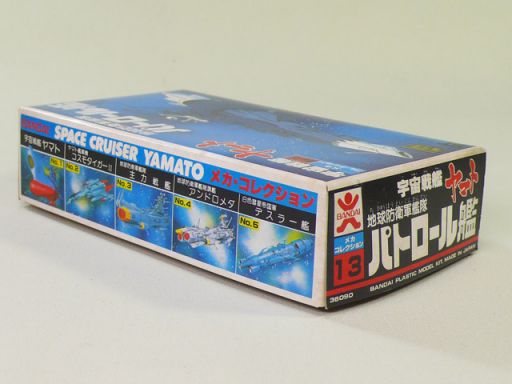 BANDAI SPACE CRUISER YAMATO メカ・コレクション
宇宙戦艦 ヤマト
No.1
コスモタイガーII
No.2
主力戦艦
No.3
アンドロメダ
No.4
デスラー艦
No.5
宇宙戦艦 ヤマト
BANDAI
地球防衛軍艦隊
メカ
コレクション
パトロール艦
13
36090
BANDAI PLASTIC MODEL KIT. MADE IN JAPAN